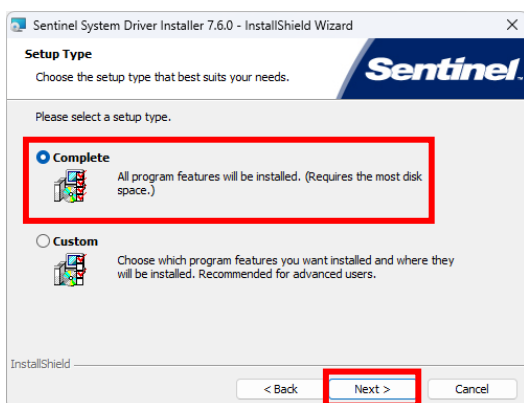 Sentinel System Driver Installer 7.6.0 - InstallShield Wizard
Setup Type
Choose the setup type that best suits your needs.
Sentinel.
Please select a setup type.
Complete
All program features will be installed. (Requires the most disk
space.)
Custom
Choose which program features you want installed and where they
will be installed. Recommended for advanced users.
InstallShield
< Back
Next >
Cancel